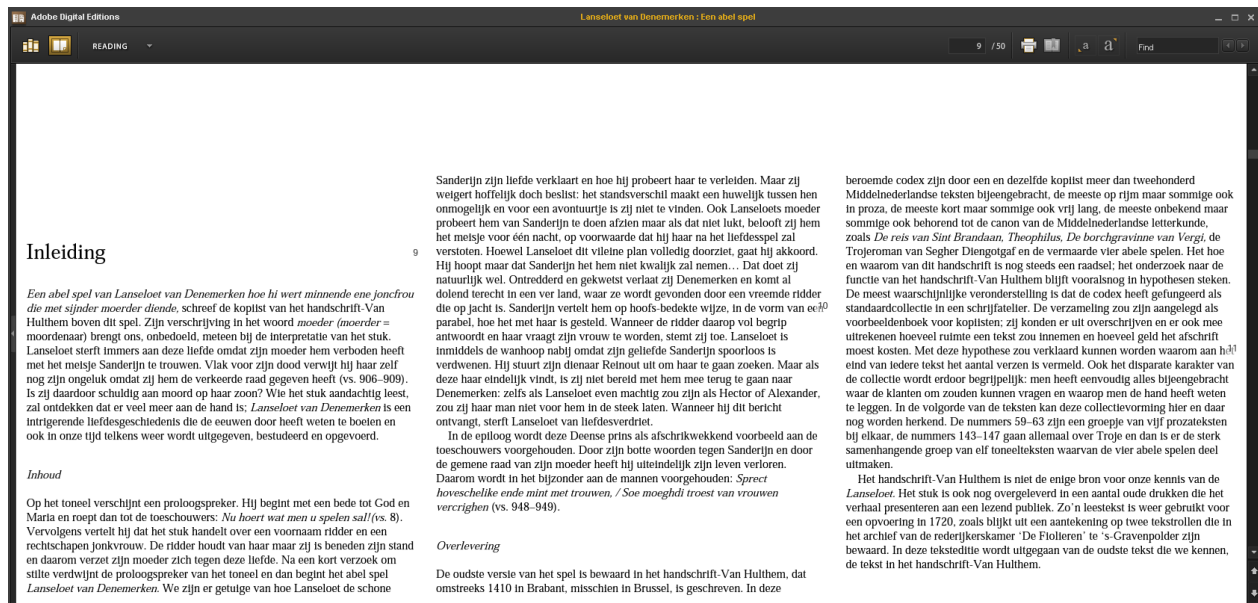 Adobe Digital Editions
Lanseloet van Denemerken : Een abel spel
READING
9 / 50
a
a
Find
Inleiding
9
Een abel spel van Lanseloet van Denemerken hoe hi wert minnende ene joncfrou
die met sijnder moerder diende, schreef de kopiist van het handschrift-Van
Hulthem boven dit spel. Zijn verschrijving in het woord moeder (moerder =
moordenaar) brengt ons, onbedoeld, meteen bij de interpretatie van het stuk.
Lanseloet sterft immers aan deze liefde omdat zijn moeder hem verboden heeft
met het meisje Sanderijn te trouwen. Vlak voor zijn dood verwijt hij haar zelf
nog zijn ongeluk omdat zij hem de verkeerde raad gegeven heeft (vs. 906–909).
Is zij daardoor schuldig aan moord op haar zoon? Wie het stuk aandachtig leest,
zal ontdekken dat er veel meer aan de hand is; Lanseloet van Denemerken is een
intrigerende liefdesgeschiedenis die de eeuwen door heeft weten te boeien en
ook in onze tijd telkens weer wordt uitgegeven, bestudeerd en opgevoerd.
Inhoud
Op het toneel verschijnt een proloogspreker. Hij begint met een bede tot God en
Maria en roept dan tot de toeschouwers: Nu hoert wat men u spelen sal!(vs. 8).
Vervolgens vertelt hij dat het stuk handelt over een voornaam ridder en een
rechtschapen jonkvrouw. De ridder houdt van haar maar zij is beneden zijn stand
en daarom verzet zijn moeder zich tegen deze liefde. Na een kort verzoek om
stilte verdwijnt de proloogspreker van het toneel en dan begint het abel spel
Lanseloet van Denemerken. We zijn er getuige van hoe Lanseloet de schone
Sanderijn zijn liefde verklaart en hoe hij probeert haar te verleiden. Maar zij
weigert hoffelijk doch beslist: het standsverschil maakt een huwelijk tussen hen
onmogelijk en voor een avontuurtje is zij niet te vinden. Ook Lanseloets moeder
probeert hem van Sanderijn te doen afzien maar als dat niet lukt, belooft zij hem
het meisje voor één nacht, op voorwaarde dat hij haar na het liefdesspel zal
verstoten. Hoewel Lanseloet dit vileine plan volledig doorziet, gaat hij akkoord.
Hij hoopt maar dat Sanderijn het hem niet kwalijk zal nemen… Dat doet zij
natuurlijk wel. Ontredderd en gekwetst verlaat zij Denemerken en komt al
dolend terecht in een ver land, waar ze wordt gevonden door een vreemde ridder
die op jacht is. Sanderijn vertelt hem op hoofs-bedekte wijze, in de vorm van een 10
parabel, hoe het met haar is gesteld. Wanneer de ridder daarop vol begrip
antwoordt en haar vraagt zijn vrouw te worden, stemt zij toe. Lanseloet is
inmiddels de wanhoop nabij omdat zijn geliefde Sanderijn spoorloos is
verdwenen. Hij stuurt zijn dienaar Reinout uit om haar te gaan zoeken. Maar als
deze haar eindelijk vindt, is zij niet bereid met hem mee terug te gaan naar
Denemerken: zelfs als Lanseloet even machtig zou zijn als Hector of Alexander,
zou zij haar man niet voor hem in de steek laten. Wanneer hij dit bericht
ontvangt, sterft Lanseloet van liefdesverdriet.
In de epiloog wordt deze Deense prins als afschrikwekkend voorbeeld aan de
toeschouwers voorgehouden. Door zijn botte woorden tegen Sanderijn en door
de gemene raad van zijn moeder heeft hij uiteindelijk zijn leven verloren.
Daarom wordt in het bijzonder aan de mannen voorgehouden: Sprect
hoveschelike ende mint met trouwen, / Soe moeghdi troest van vrouwen
vercrighen (vs. 948–949).
Overlevering
De oudste versie van het spel is bewaard in het handschrift-Van Hulthem, dat
omstreeks 1410 in Brabant, misschien in Brussel, is geschreven. In deze
beroemde codex zijn door een en dezelfde kopiist meer dan tweehonderd
Middelnederlandse teksten bijeengebracht, de meeste op rijm maar sommige ook
in proza, de meeste kort maar sommige ook vrij lang, de meeste onbekend maar
sommige ook behorend tot de canon van de Middelnederlandse letterkunde,
zoals De reis van Sint Brandaan, Theophilus, De borchgravinne van Vergi, de
Trojeroman van Segher Diengotgaf en de vermaarde vier abele spelen. Het hoe
en waarom van dit handschrift is nog steeds een raadsel; het onderzoek naar de
functie van het handschrift-Van Hulthem blijft vooralsnog in hypothesen steken.
De meest waarschijnlijke veronderstelling is dat de codex heeft gefungeerd als
standaardcollectie in een schrijfatelier. De verzameling zou zijn aangelegd als
voorbeeldenboek voor kopiisten; zij konden er uit overschrijven en er ook mee
uitrekenen hoeveel ruimte een tekst zou innemen en hoeveel geld het afschrift
moest kosten. Met deze hypothese zou verklaard kunnen worden waarom aan het 11
eind van iedere tekst het aantal verzen is vermeld. Ook het disparate karakter van
de collectie wordt erdoor begrijpelijk: men heeft eenvoudig alles bijeengebracht
waar de klanten om zouden kunnen vragen en waarop men de hand heeft weten
te leggen. In de volgorde van de teksten kan deze collectievorming hier en daar
nog worden herkend. De nummers 59–63 zijn een groepje van vijf prozateksten
bij elkaar, de nummers 143–147 gaan allemaal over Troje en dan is er de sterk
samenhangende groep van elf toneelteksten waarvan de vier abele spelen deel
uitmaken.
Het handschrift-Van Hulthem is niet de enige bron voor onze kennis van de
Lanseloet. Het stuk is ook nog overgeleverd in een aantal oude drukken die het
verhaal presenteren aan een lezend publiek. Zo’n leestekst is weer gebruikt voor
een opvoering in 1720, zoals blijkt uit een aantekening op twee tekstrollen die in
het archief van de rederijkerskamer ‘De Fiolieren’ te ‘s-Gravenpolder zijn
bewaard. In deze teksteditie wordt uitgegaan van de oudste tekst die we kennen,
de tekst in het handschrift-Van Hulthem.